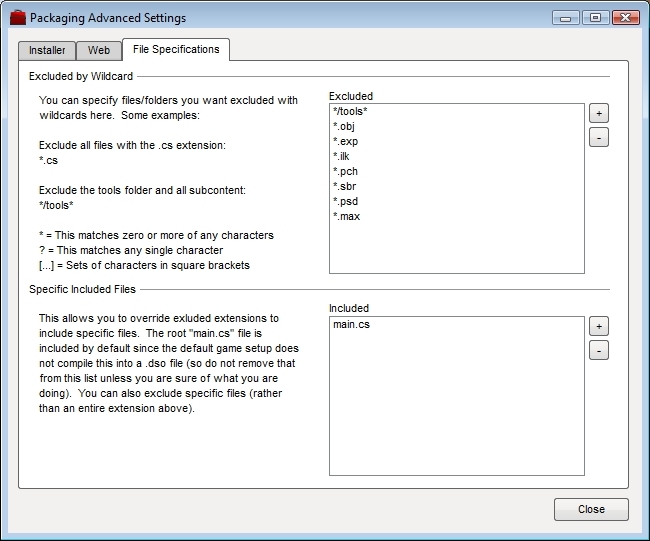 Packaging Advanced Settings
Installer
Web
File Specifications
Excluded by Wildcard
You can specify files/folders you want excluded with
wildcards here. Some examples:
Exclude all files with the .cs extension:
*.cs
Exclude the tools folder and all subcontent:
*/tools*
* = This matches zero or more of any characters
? = This matches any single character
[...] = Sets of characters in square brackets
Excluded
*/tools*
*.obj
*.exp
*.ilk
*.pch
*.sbr
*.psd
*.max
+
-
Specific Included Files
This allows you to override exluded extensions to
include specific files. The root "main.cs" file is
included by default since the default game setup does
not compile this into a .dso file (so do not remove that
from this list unless you are sure of what you are
doing). You can also exclude specific files (rather
than an entire extension above).
Included
main.cs
+
-
Close